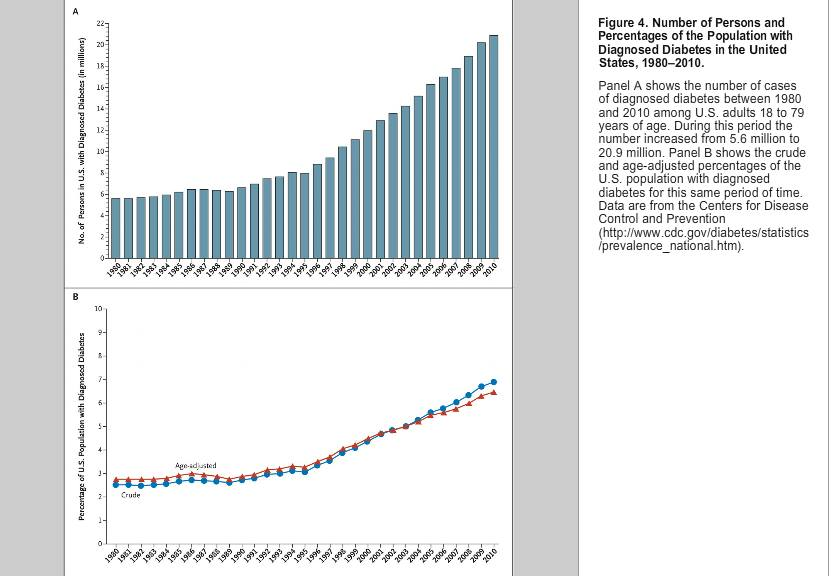 A
No. of Persons in U.S. with Diagnosed Diabetes (in millions)
22
20
18
16
14
12
10
8
6
4
2
0
1980 1981 1982 1983 1984 1985 1986 1987 1988 1989 1990 1991 1992 1993 1994 1995 1996 1997 1998 1999 2000 2001 2002 2003 2004 2005 2006 2007 2008 2009 2010
B
Percentage of U.S. Population with Diagnosed Diabetes
10
9
8
7
6
5
4
3
2
1
0
Age-adjusted
Crude
1980 1981 1982 1983 1984 1985 1986 1987 1988 1989 1990 1991 1992 1993 1994 1995 1996 1997 1998 1999 2000 2001 2002 2003 2004 2005 2006 2007 2008 2009 2010
Figure 4. Number of Persons and
Percentages of the Population with
Diagnosed Diabetes in the United
States, 1980–2010.
Panel A shows the number of cases
of diagnosed diabetes between 1980
and 2010 among U.S. adults 18 to 79
years of age. During this period the
number increased from 5.6 million to
20.9 million. Panel B shows the crude
and age-adjusted percentages of the
U.S. population with diagnosed
diabetes for this same period of time.
Data are from the Centers for Disease
Control and Prevention
(http://www.cdc.gov/diabetes/statistics
/prevalence_national.htm).